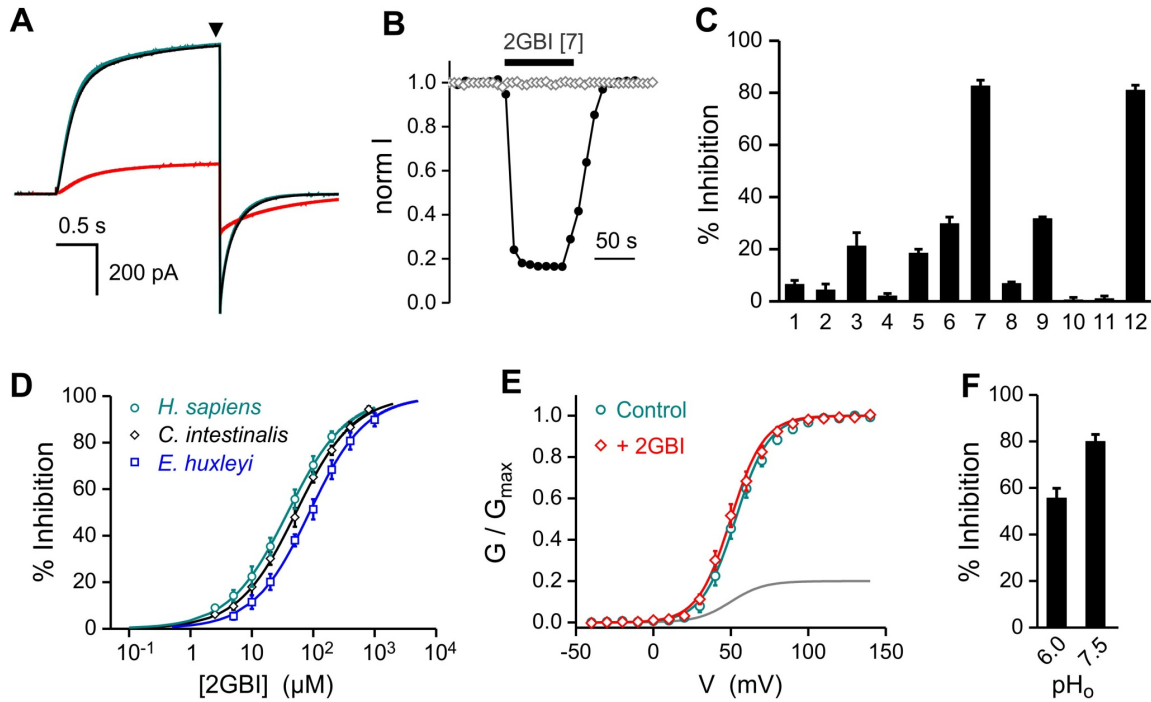 A
0.5 s
200 pA
B
2GBI [7]
norm I
1.0
0.8
0.6
0.4
0.2
0.0
50 s
C
% Inhibition
100
80
60
40
20
0
1 2 3 4 5 6 7 8 9 10 11 12
D
% Inhibition
100
80
60
40
20
0
H. sapiens
C. intestinalis
E. huxleyi
10⁻¹ 1 10 10² 10³ 10⁴
[2GBI] (µM)
E
G / Gmax
1.0
0.8
0.6
0.4
0.2
0.0
Control
+ 2GBI
-50 0 50 100 150
V (mV)
F
% Inhibition
100
80
60
40
20
0
6.0 7.5
pHo